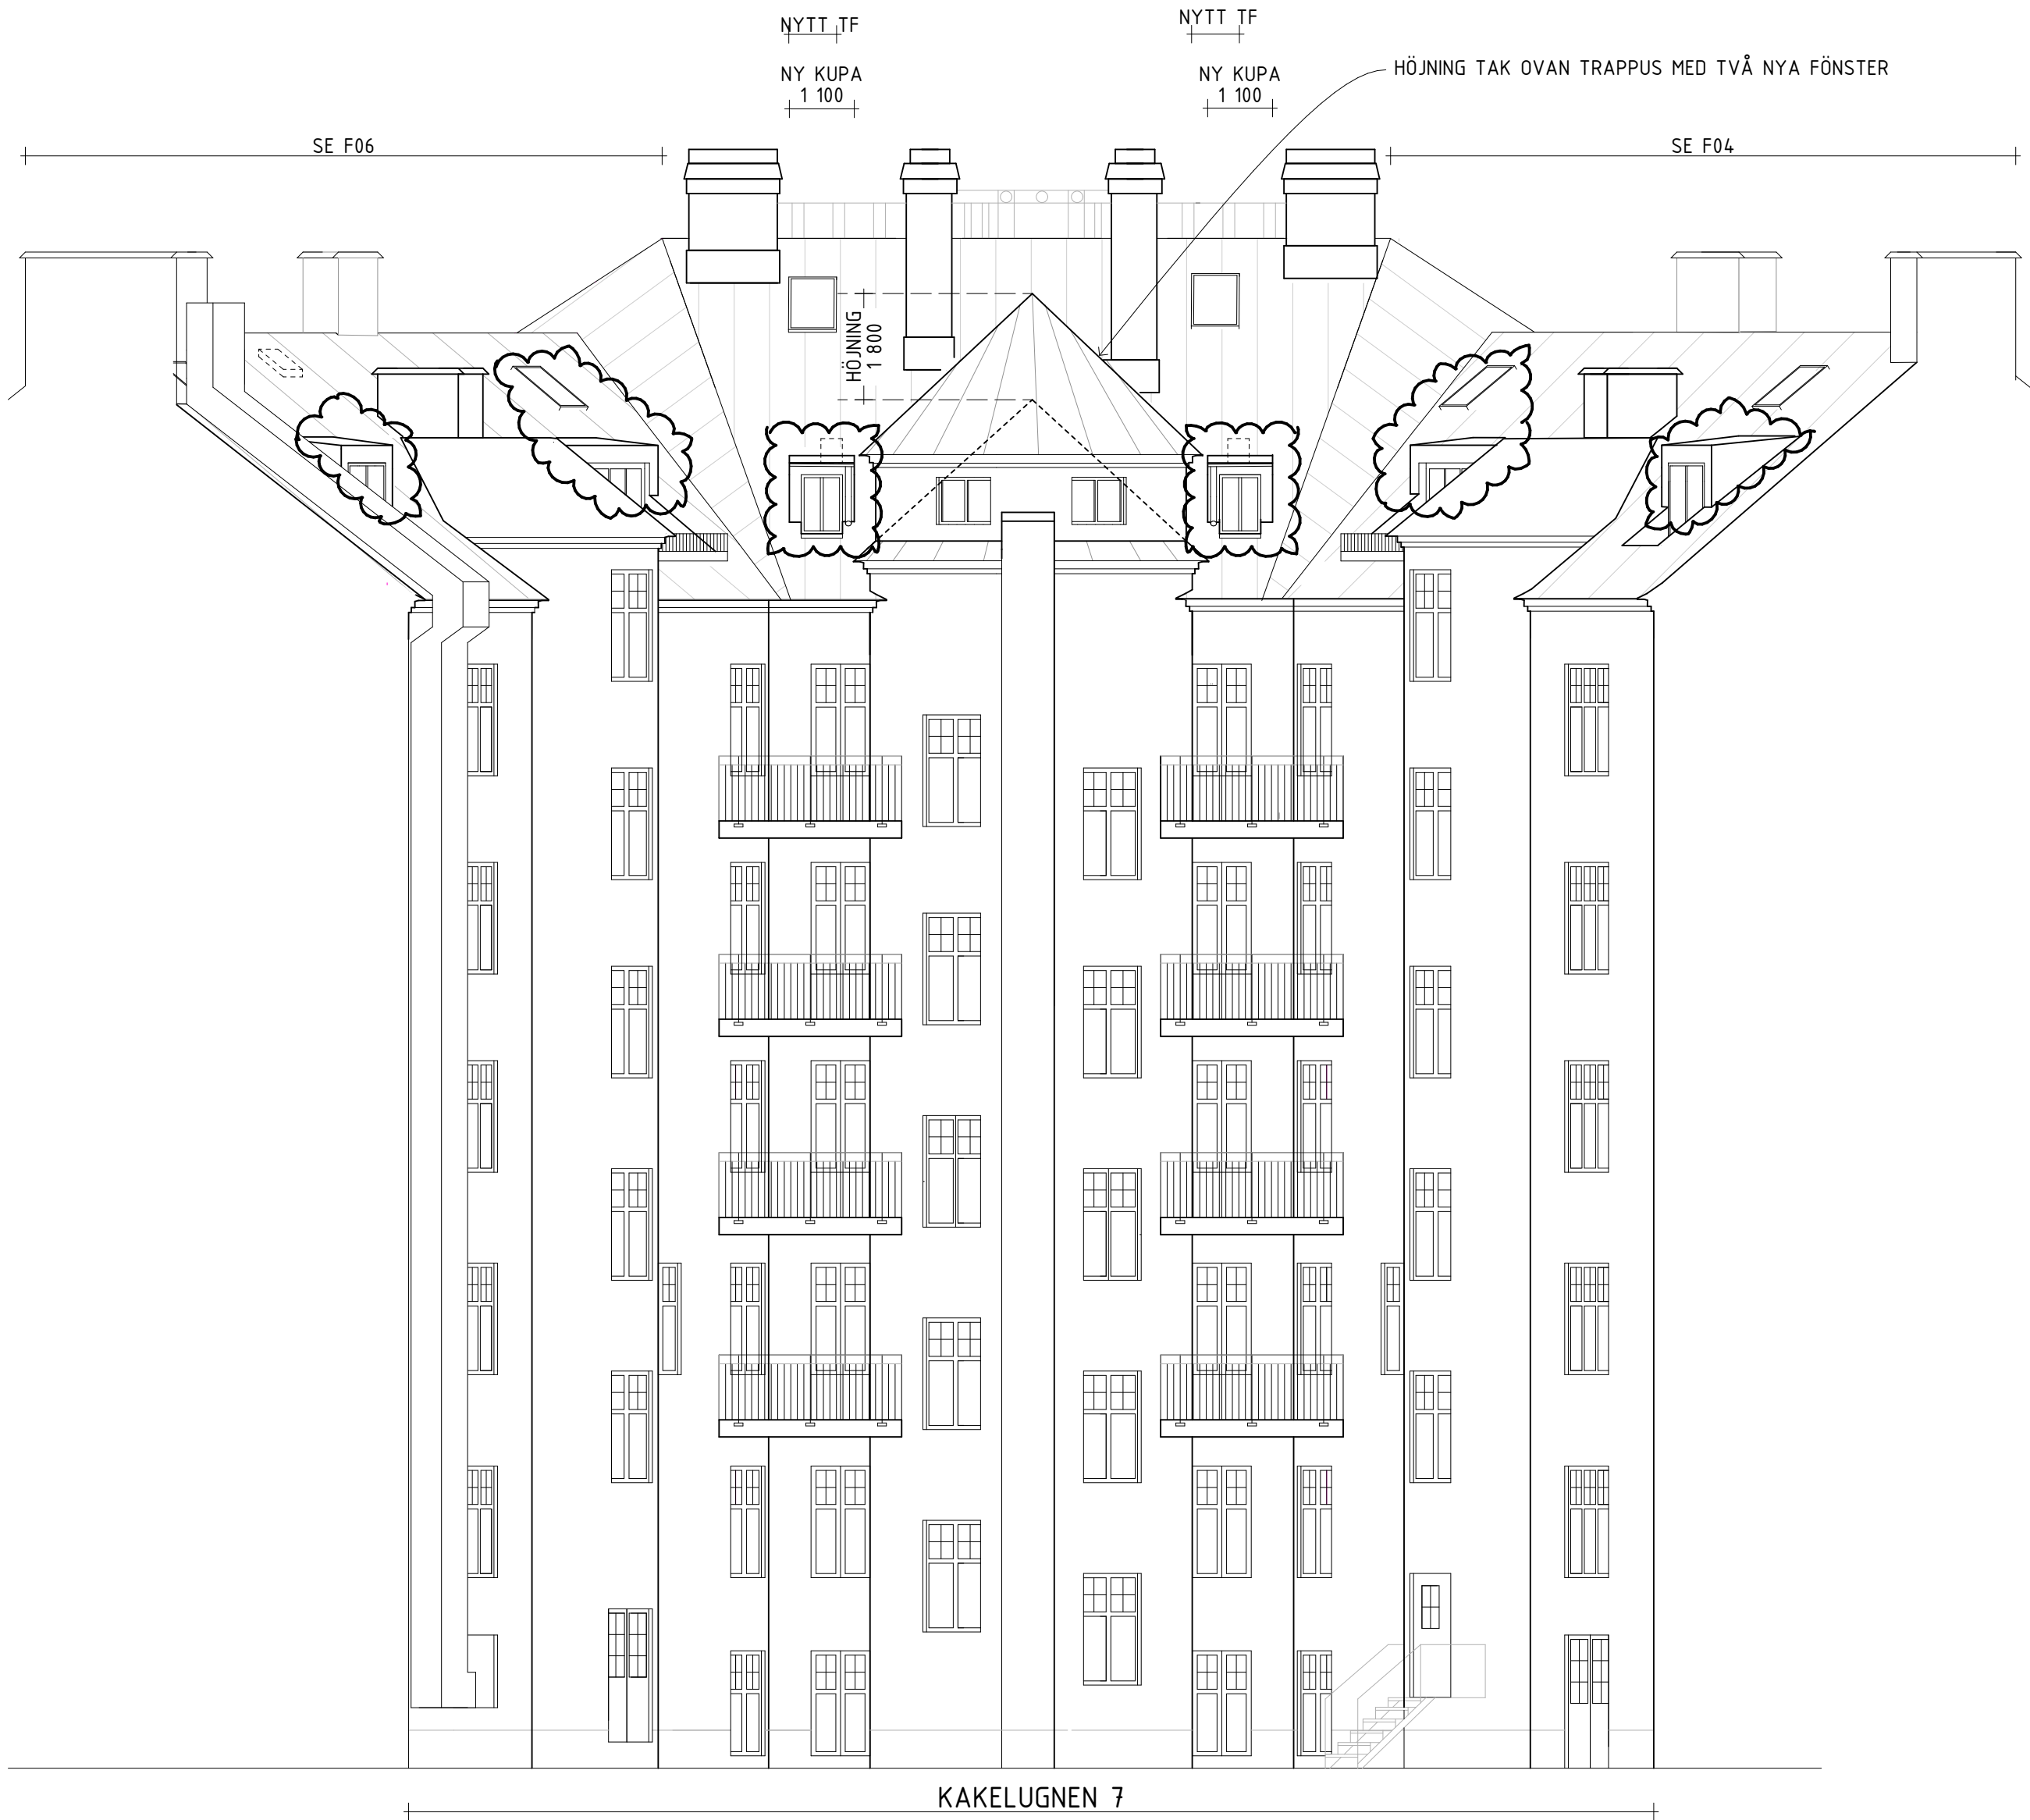 NYTT TF
NYTT TF
NY KUPA
1 100
NY KUPA
1 100
HÖJNING TAK OVAN TRAPPUS MED TVÅ NYA FÖNSTER
SE F06
SE F04
HÖJNING
1 800
KAKELUGNEN 7